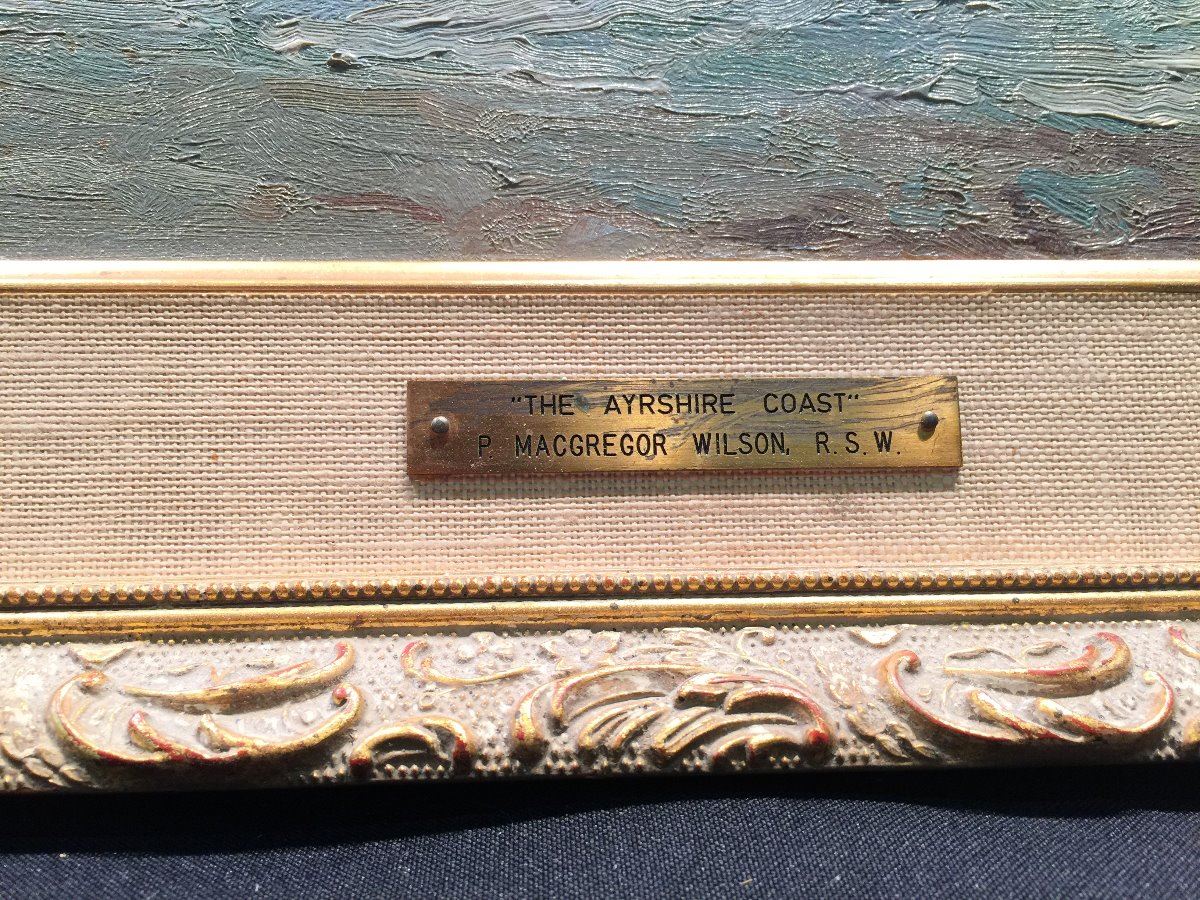 "THE AYRSHIRE COAST"
P. MACGREGOR WILSON, R.S.W.